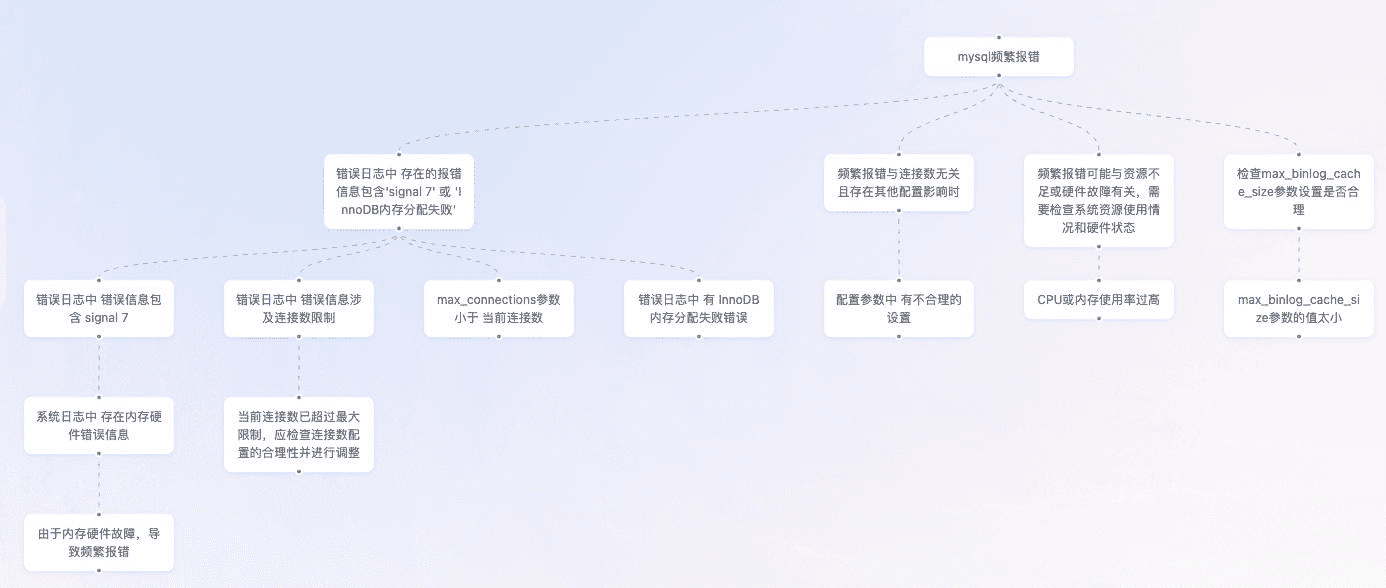 mysql频繁报错
错误日志中 存在的报错
信息包含'signal 7' 或 'I
nnoDB内存分配失败'
频繁报错与连接数无关
且存在其他配置影响时
频繁报错可能与资源不
足或硬件故障有关，需
要检查系统资源使用情
况和硬件状态
检查max_binlog_cach
e_size参数设置是否合
理
错误日志中 错误信息包
含 signal 7
错误日志中 错误信息涉
及连接数限制
max_connections参数
小于 当前连接数
错误日志中 有 InnoDB
内存分配失败错误
配置参数中 有不合理的
设置
CPU或内存使用率过高
max_binlog_cache_si
ze参数的值太小
系统日志中 存在内存硬
件错误信息
当前连接数已超过最大
限制，应检查连接数配
置的合理性并进行调整
由于内存硬件故障，导
致频繁报错